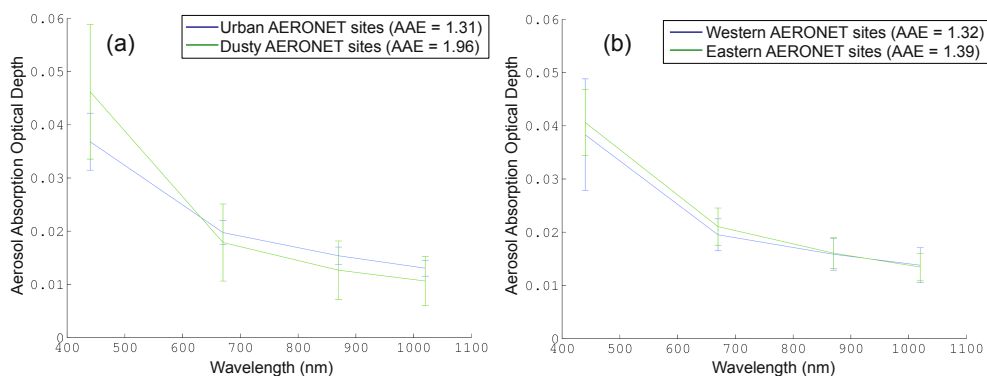 (a)
Urban AERONET sites (AAE = 1.31)
Dusty AERONET sites (AAE = 1.96)
Aerosol Absorption Optical Depth
0.06
0.05
0.04
0.03
0.02
0.01
0
400 500 600 700 800 900 1000 1100
Wavelength (nm)
(b)
Western AERONET sites (AAE = 1.32)
Eastern AERONET sites (AAE = 1.39)
Aerosol Absorption Optical Depth
0.06
0.05
0.04
0.03
0.02
0.01
0
400 500 600 700 800 900 1000 1100
Wavelength (nm)